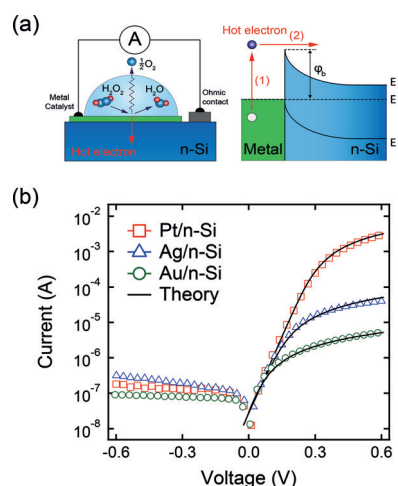 (a)
A
½O₂
H₂O₂
H₂O
Metal
Catalyst
Ohmic
contact
Hot electron
n-Si
Hot electron
(2)
(1)
φb
E
E
E
Metal
n-Si
(b)
Pt/n-Si
Ag/n-Si
Au/n-Si
Theory
Current (A)
10⁻²
10⁻³
10⁻⁴
10⁻⁵
10⁻⁶
10⁻⁷
10⁻⁸
-0.6
-0.3
0.0
0.3
0.6
Voltage (V)